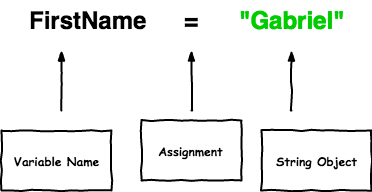 FirstName = "Gabriel"
Variable Name
Assignment
String Object